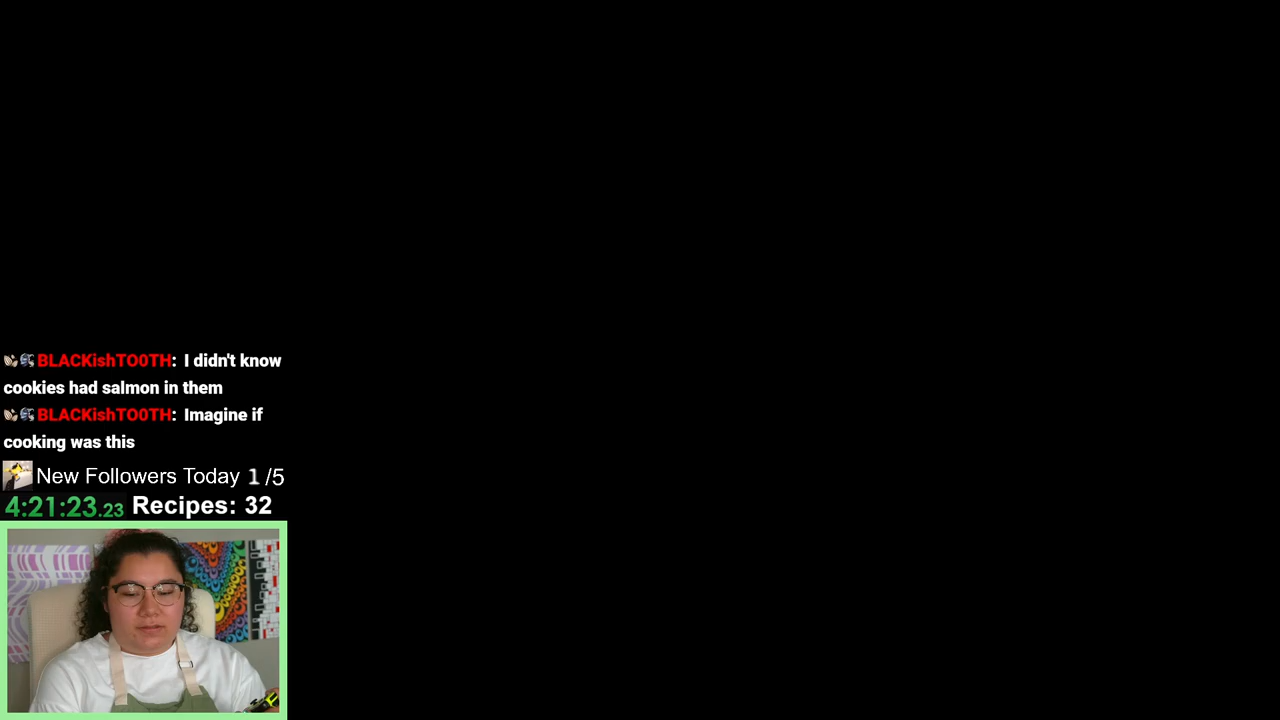 BLACKishTO0TH: I didn't know
cookies had salmon in them
BLACKishTO0TH: Imagine if
cooking was this
New Followers Today 1 /5
4:21:23.23 Recipes: 32